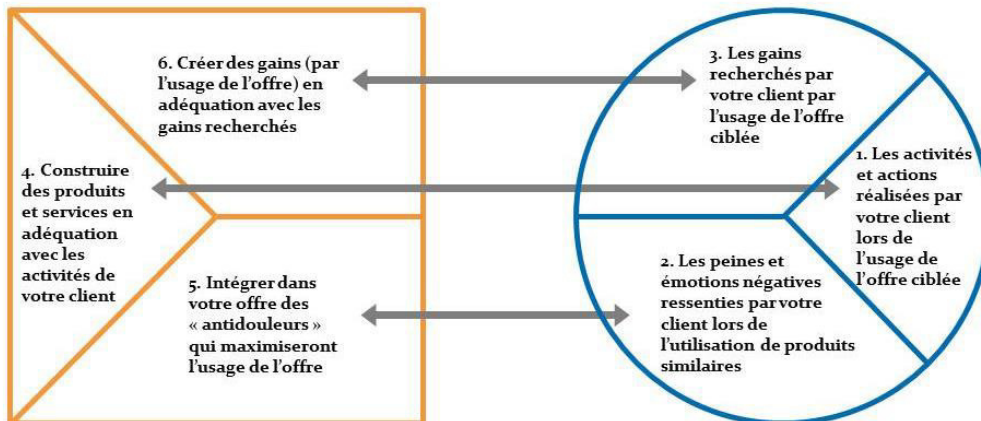 6. Créer des gains (par
l'usage de l'offre) en
adéquation avec les
gains recherchés
3. Les gains
recherchés par
votre client par
l'usage de l'offre
ciblée
4. Construire
des produits
et services en
adéquation
avec les
activités de
votre client
1. Les activités
et actions
réalisées par
votre client
lors de
l'usage de
l'offre ciblée
5. Intégrer dans
votre offre des
« antidouleurs »
qui maximiseront
l'usage de l'offre
2. Les peines et
émotions négatives
ressenties par votre
client lors de
l'utilisation de produits
similaires